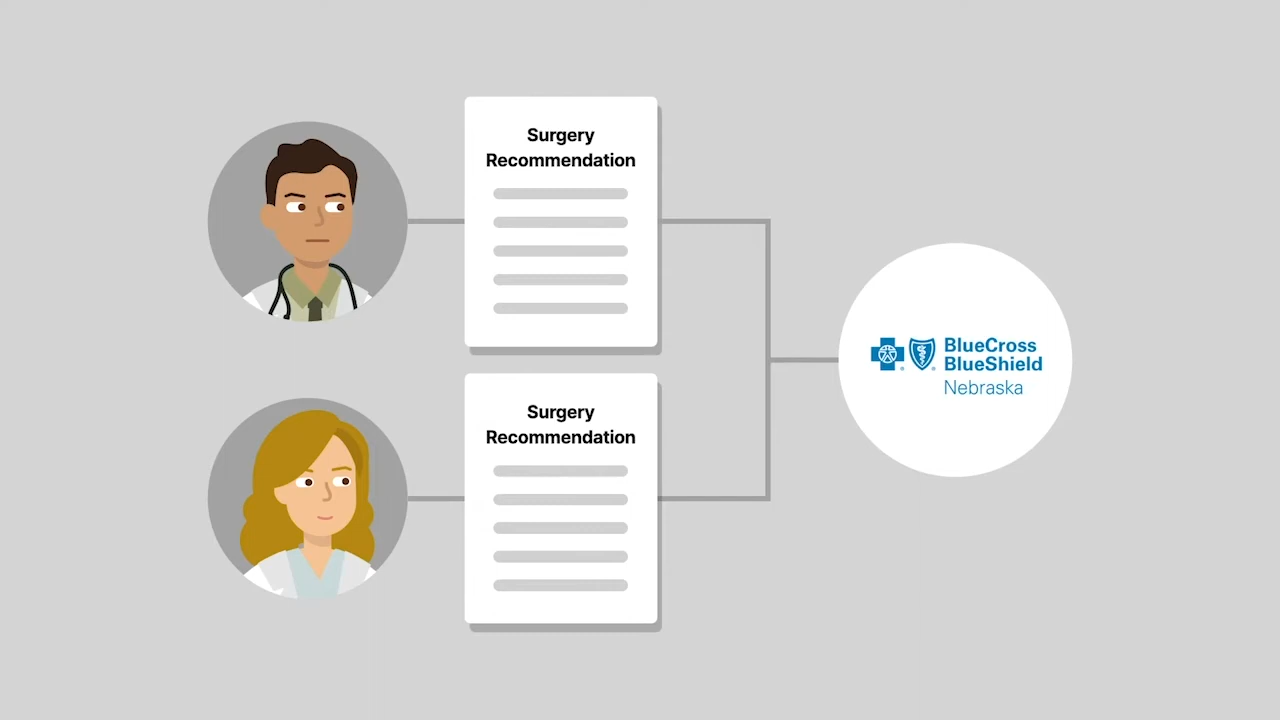 Surgery
Recommendation
Surgery
Recommendation
BlueCross
BlueShield
Nebraska